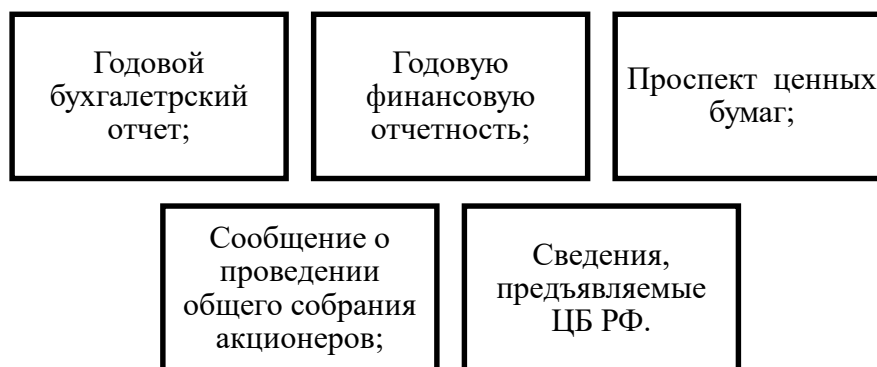 Годовой
бухгалетрский
отчет;
Годовую
финансовую
отчетность;
Проспект ценных
бумаг;
Сообщение о
проведении
общего собрания
акционеров;
Сведения,
предъявляемые
ЦБ РФ.